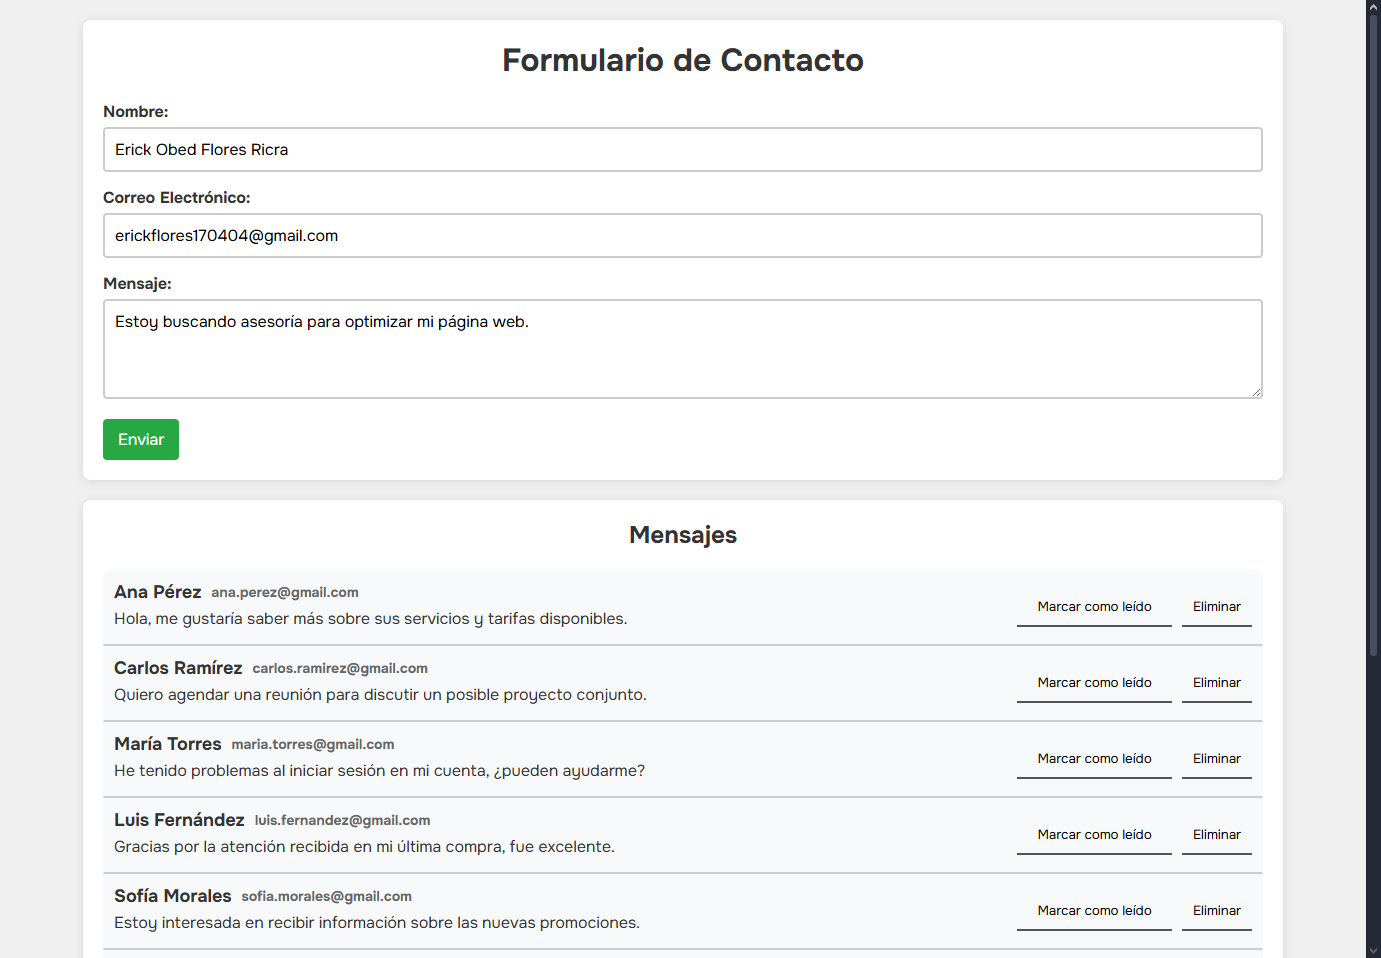 Formulario de Contacto
Nombre:
Erick Obed Flores Ricra
Correo Electrónico:
erickflores170404@gmail.com
Mensaje:
Estoy buscando asesoría para optimizar mi página web.
Enviar
Mensajes
Ana Pérez ana.perez@gmail.com
Hola, me gustaría saber más sobre sus servicios y tarifas disponibles.
Marcar como leído Eliminar
Carlos Ramírez carlos.ramirez@gmail.com
Quiero agendar una reunión para discutir un posible proyecto conjunto.
Marcar como leído Eliminar
María Torres maria.torres@gmail.com
He tenido problemas al iniciar sesión en mi cuenta, ¿pueden ayudarme?
Marcar como leído Eliminar
Luis Fernández luis.fernandez@gmail.com
Gracias por la atención recibida en mi última compra, fue excelente.
Marcar como leído Eliminar
Sofía Morales sofia.morales@gmail.com
Estoy interesada en recibir información sobre las nuevas promociones.
Marcar como leído Eliminar